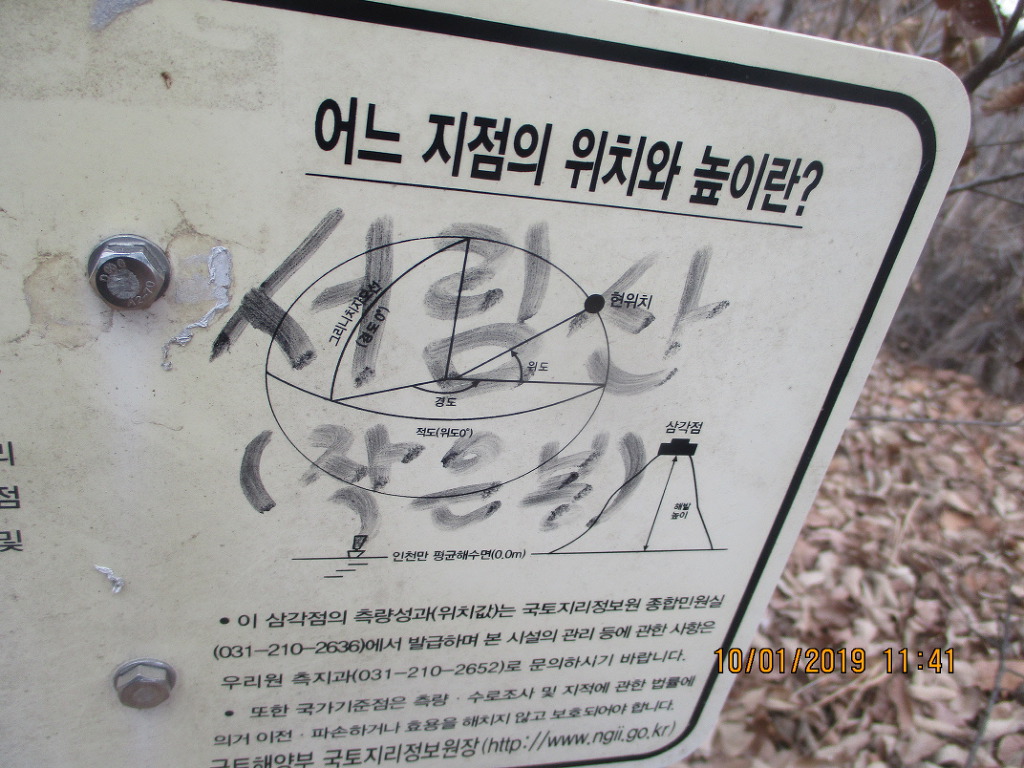 어느 지점의 위치와 높이란?
서림산
(작은봉)
그리니치자오선
(경도0°)
현위치
위도
경도
적도(위도0°)
삼각점
해발
높이
인천만 평균해수면(0.0m)
• 이 삼각점의 측량성과(위치값)는 국토지리정보원 종합민원실
(031-210-2636)에서 발급하며 본 시설의 관리 등에 관한 사항은
우리원 측지과(031-210-2652)로 문의하시기 바랍니다.
• 또한 국가기준점은 측량 · 수로조사 및 지적에 관한 법률에
의거 이전 · 파손하거나 효용을 해치지 않고 보호되어야 합니다.
국토해양부 국토지리정보원장(http://www.ngii.go.kr)
리
점
및
10/01/2019 11:41